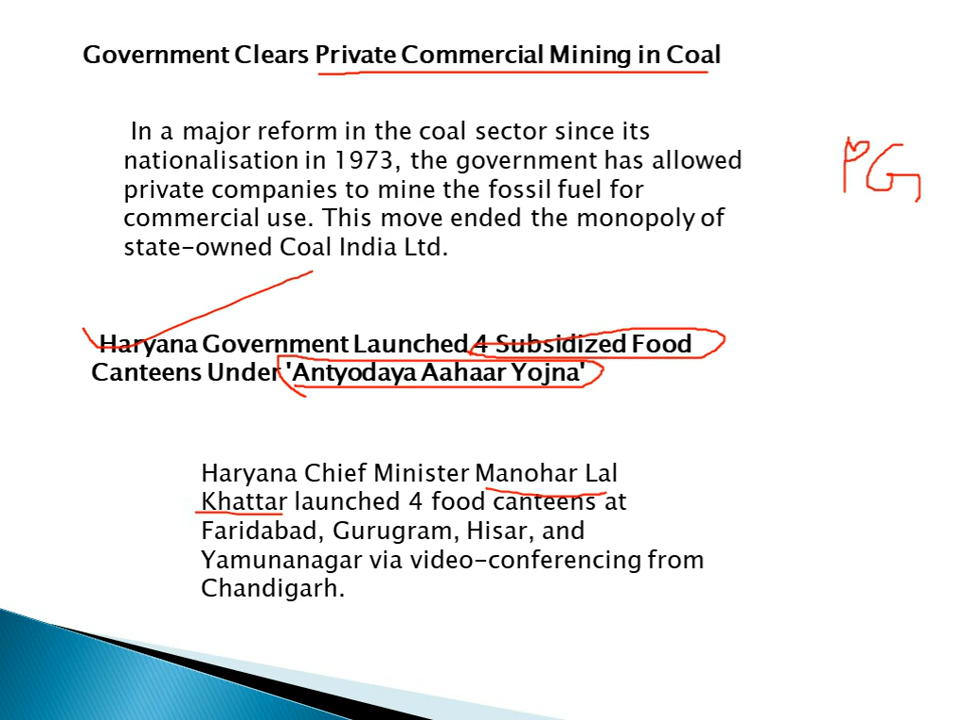 Government Clears Private Commercial Mining in Coal
In a major reform in the coal sector since its
nationalisation in 1973, the government has allowed
private companies to mine the fossil fuel for
commercial use. This move ended the monopoly of
state-owned Coal India Ltd.
PG
Haryana Government Launched 4 Subsidized Food
Canteens Under 'Antyodaya Aahaar Yojna'
Haryana Chief Minister Manohar Lal
Khattar launched 4 food canteens at
Faridabad, Gurugram, Hisar, and
Yamunanagar via video-conferencing from
Chandigarh.